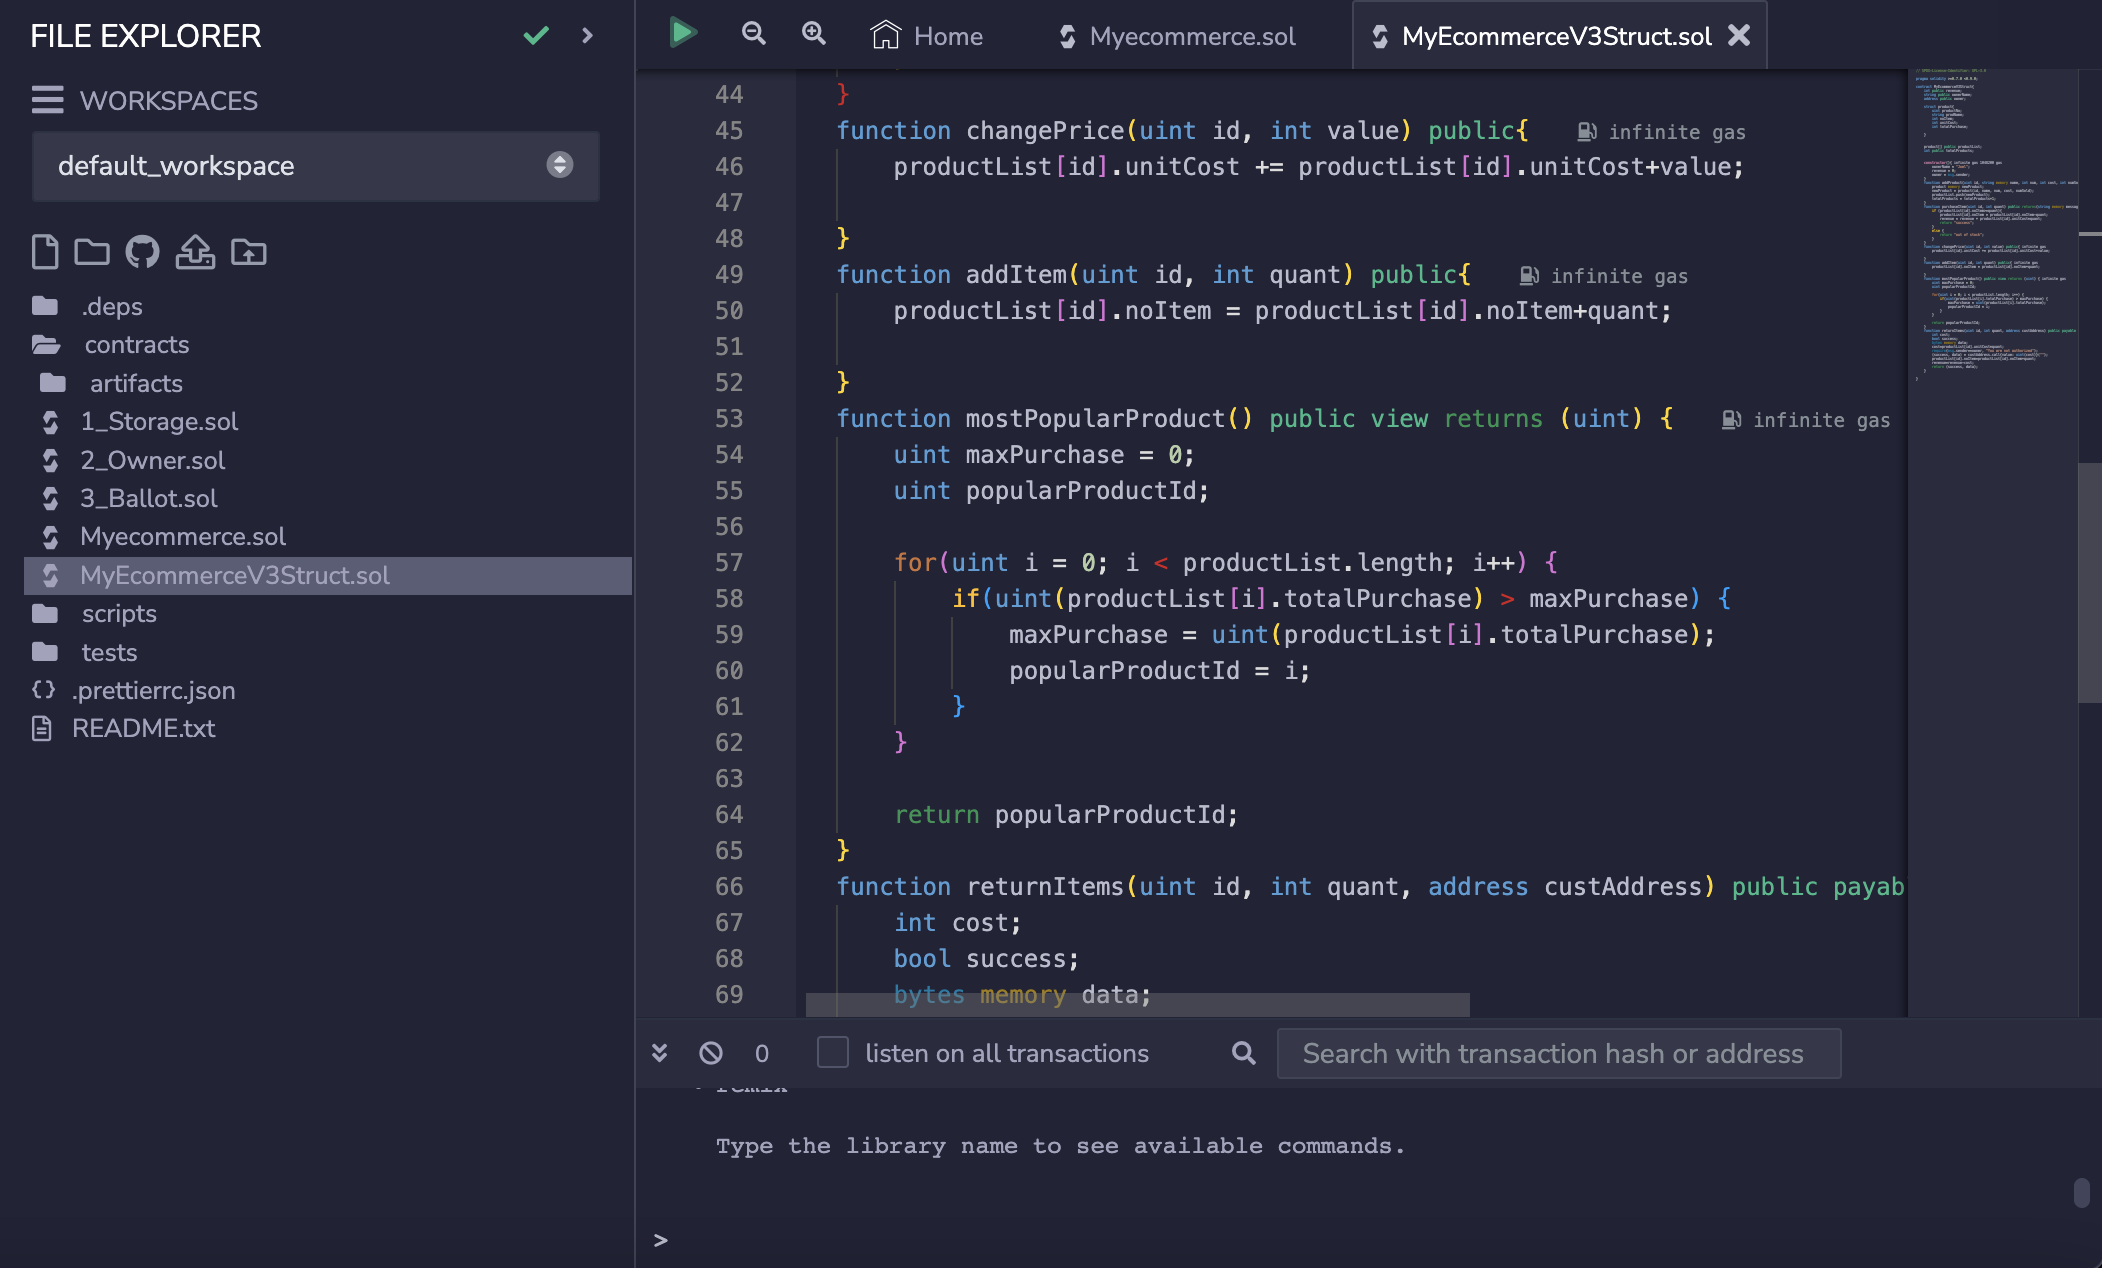 FILE EXPLORER
WORKSPACES
default_workspace
.deps
contracts
artifacts
1_Storage.sol
2_Owner.sol
3_Ballot.sol
Myecommerce.sol
MyEcommerceV3Struct.sol
scripts
tests
.prettierrc.json
README.txt
Home
Myecommerce.sol
MyEcommerceV3Struct.sol
44 }
45 function changePrice(uint id, int value) public{ infinite gas
46 productList[id].unitCost += productList[id].unitCost+value;
47
48 }
49 function addItem(uint id, int quant) public{ infinite gas
50 productList[id].noItem = productList[id].noItem+quant;
51
52 }
53 function mostPopularProduct() public view returns (uint) { infinite gas
54 uint maxPurchase = 0;
55 uint popularProductId;
56
57 for(uint i = 0; i < productList.length; i++) {
58 if(uint(productList[i].totalPurchase) > maxPurchase) {
59 maxPurchase = uint(productList[i].totalPurchase);
60 popularProductId = i;
61 }
62 }
63
64 return popularProductId;
65 }
66 function returnItems(uint id, int quant, address custAddress) public payab
67 int cost;
68 bool success;
69 bytes memory data;
0
listen on all transactions
Search with transaction hash or address
remix
Type the library name to see available commands.
>